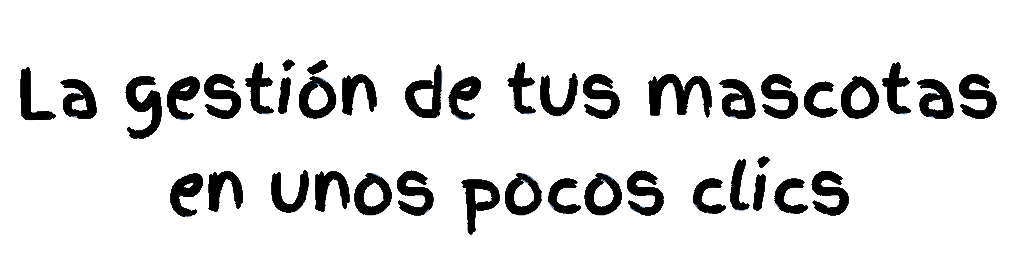 La gestión de tus mascotas
en unos pocos clics